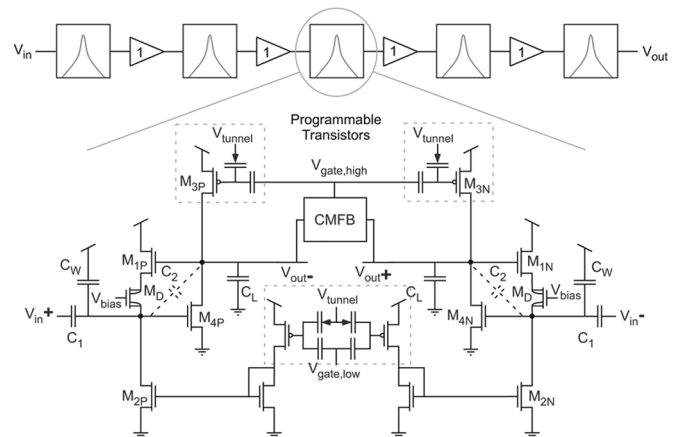 V_in 1 1 1 1 V_out
Programmable
Transistors
V_tunnel V_tunnel
V_gate,high
M_3P M_3N
CMFB
C_W M_1P C_2 C_2 M_1N C_W
V_out- V_out+
V_bias M_D C_L V_tunnel C_L M_D V_bias
V_in+ M_4P M_4N V_in-
C_1 C_1
V_gate,low
M_2P M_2N